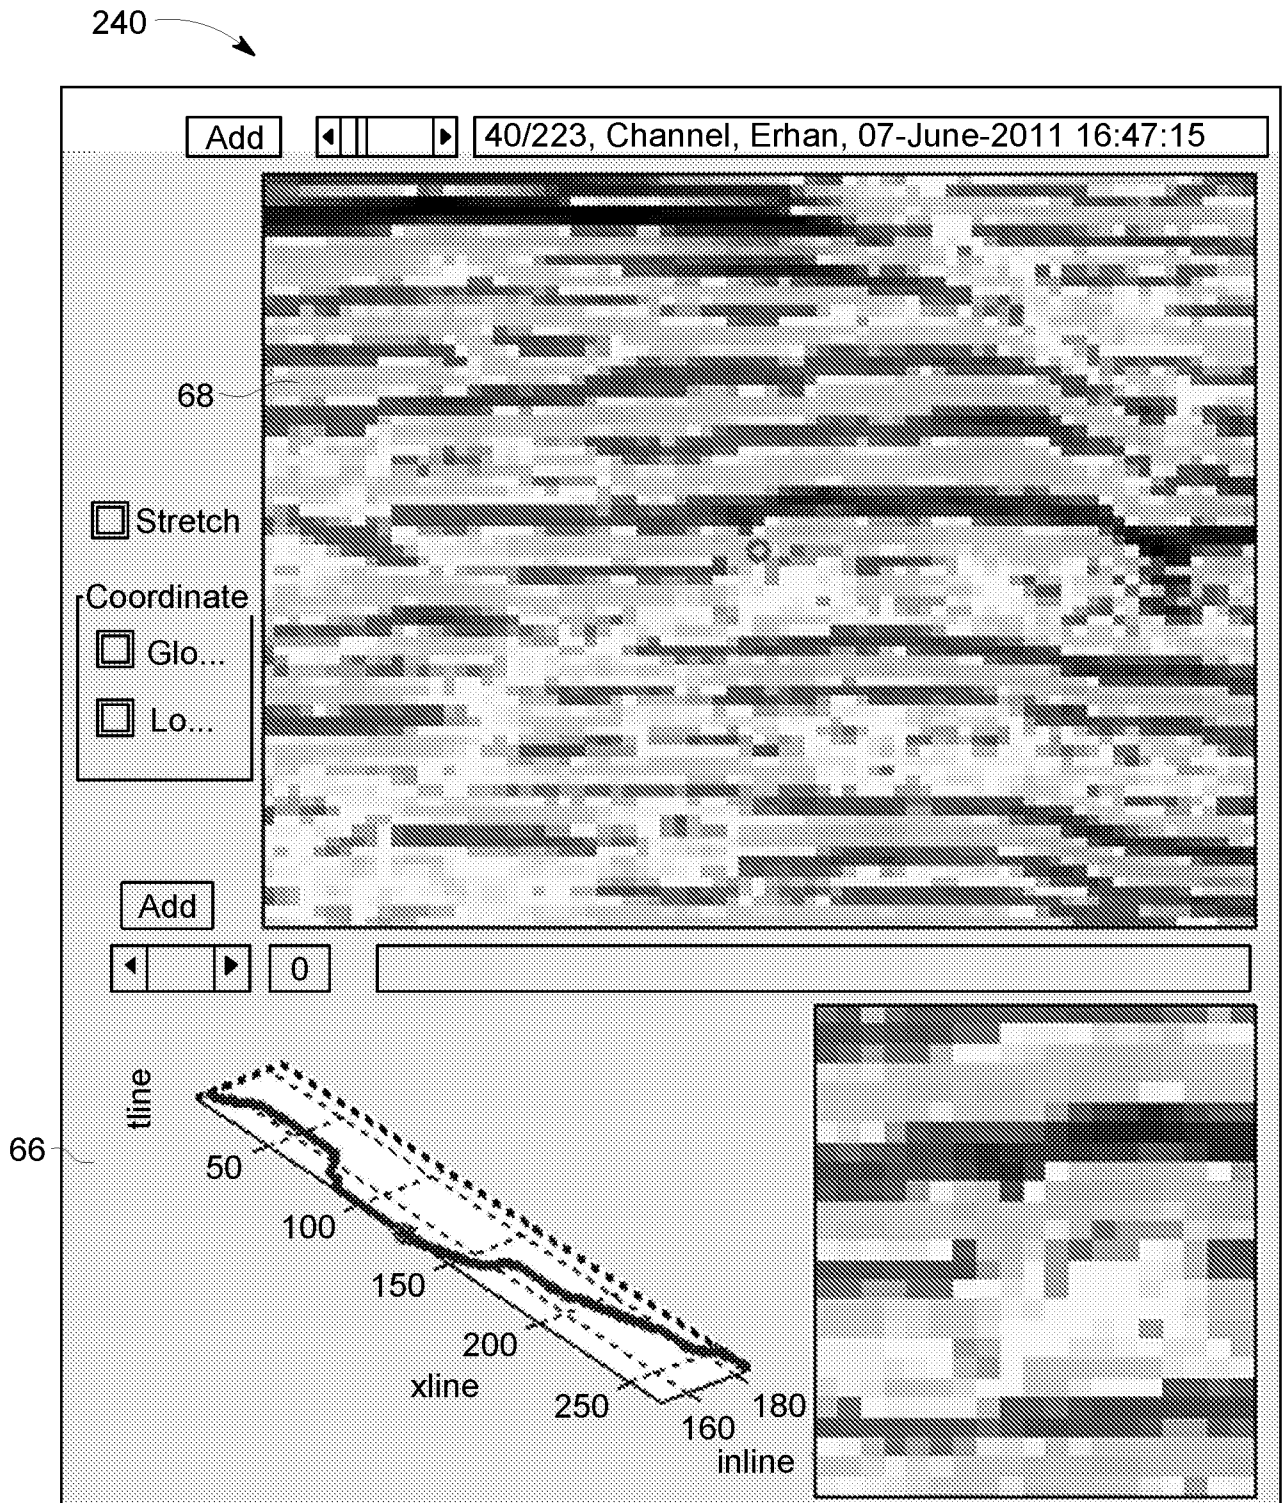 240
Add
40/223, Channel, Erhan, 07-June-2011 16:47:15
68
Stretch
Coordinate
Glo...
Lo...
Add
0
tline
66
50
100
150
200
250
xline
160
180
inline